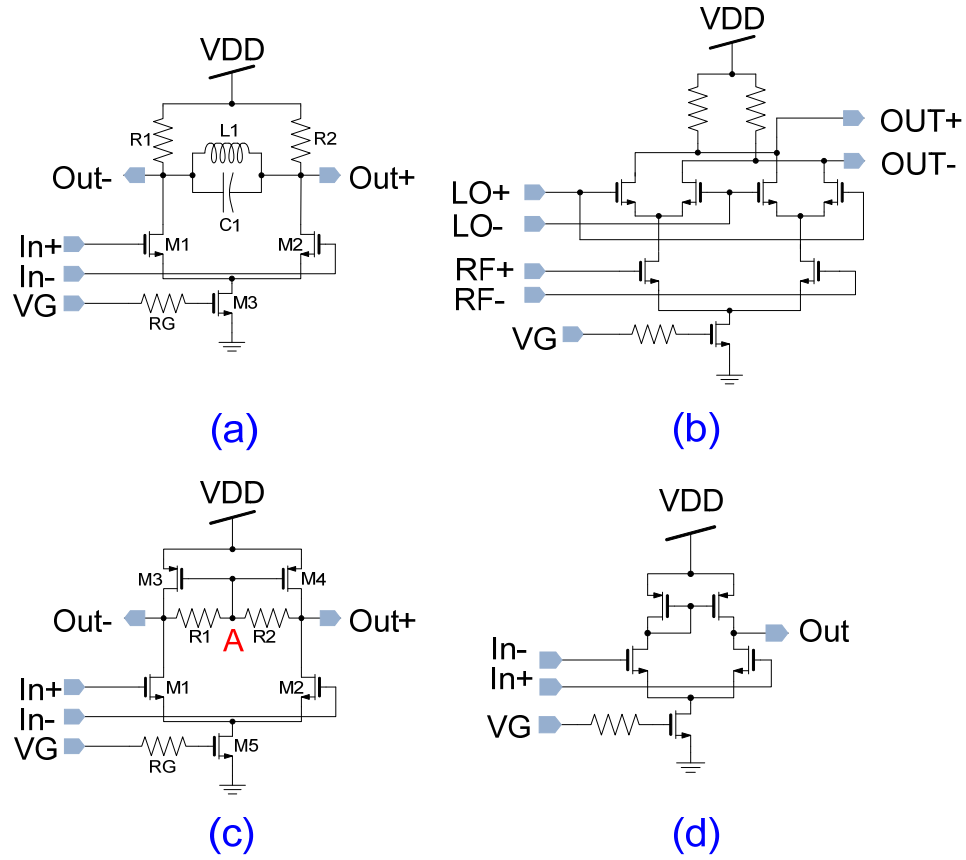 VDD
R1
L1
R2
Out-
Out+
C1
In+
M1
M2
In-
VG
M3
RG
(a)
VDD
OUT+
OUT-
LO+
LO-
RF+
RF-
VG
(b)
VDD
M3
M4
Out-
Out+
R1
R2
A
In+
M1
M2
In-
VG
M5
RG
(c)
VDD
Out
In-
In+
VG
(d)